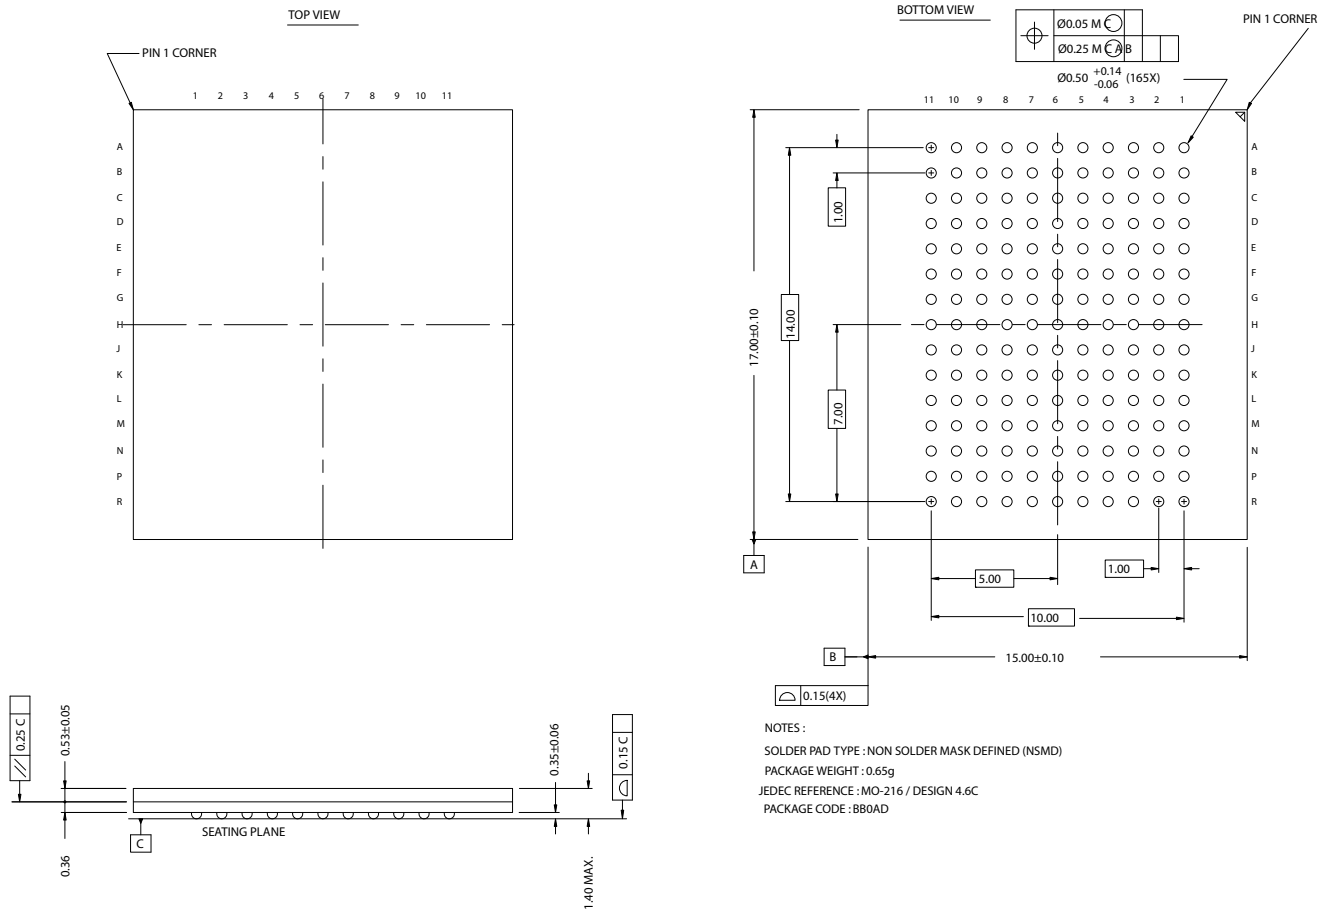 TOP VIEW
PIN 1 CORNER
1 2 3 4 5 6 7 8 9 10 11
A
B
C
D
E
F
G
H
J
K
L
M
N
P
R
BOTTOM VIEW
PIN 1 CORNER
Ø0.05 M C
Ø0.25 M C A B
Ø0.50 +0.14 -0.06 (165X)
11 10 9 8 7 6 5 4 3 2 1
A
B
C
D
E
F
G
H
J
K
L
M
N
P
R
1.00
14.00
17.00±0.10
7.00
A
5.00
1.00
10.00
B
15.00±0.10
0.15(4X)
0.25 C
0.53±0.05
0.36
C
SEATING PLANE
0.35±0.06
0.15 C
1.40 MAX.
NOTES :
SOLDER PAD TYPE : NON SOLDER MASK DEFINED (NSMD)
PACKAGE WEIGHT : 0.65g
JEDEC REFERENCE : MO-216 / DESIGN 4.6C
PACKAGE CODE : BB0AD